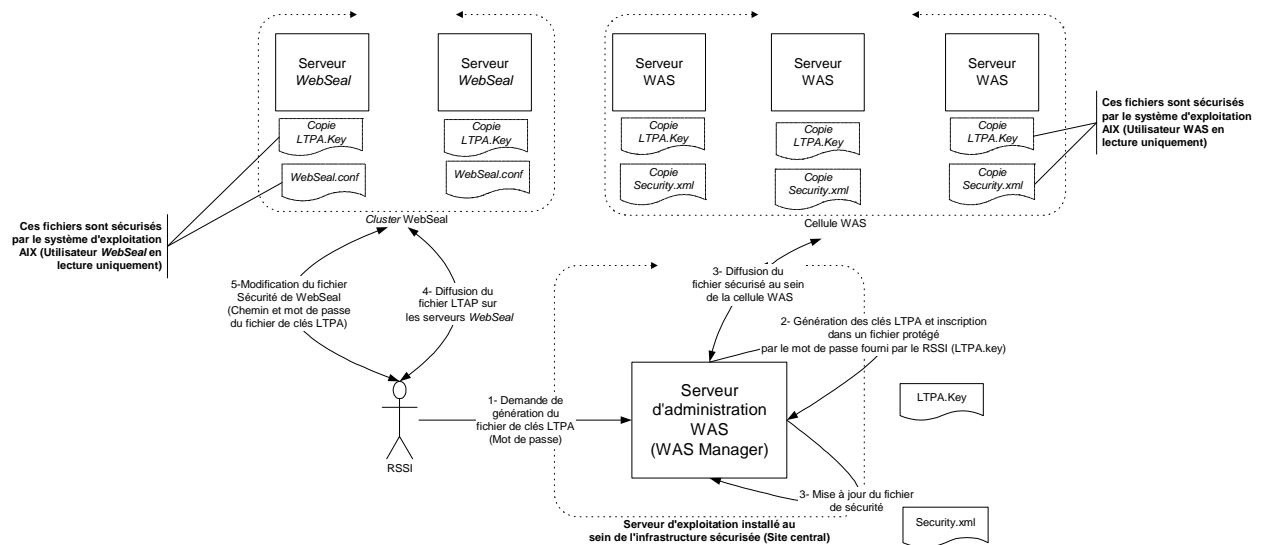 Serveur
WebSeal
Serveur
WebSeal
Serveur
WAS
Serveur
WAS
Serveur
WAS
Copie
LTPA.Key
Copie
LTPA.Key
Copie
LTPA.Key
Copie
LTPA.Key
Copie
LTPA.Key
WebSeal.conf
WebSeal.conf
Copie
Security.xml
Copie
Security.xml
Copie
Security.xml
Ces fichiers sont sécurisés
par le système d'exploitation
AIX (Utilisateur WAS en
lecture uniquement)
Ces fichiers sont sécurisés
par le système d'exploitation
AIX (Utilisateur WebSeal en
lecture uniquement)
Cluster WebSeal
Cellule WAS
5-Modification du fichier
Sécurité de WebSeal
(Chemin et mot de passe
du fichier de clés LTPA)
4- Diffusion du
fichier LTAP sur
les serveurs WebSeal
3- Diffusion du
fichier sécurisé au sein
de la cellule WAS
2- Génération des clés LTPA et inscription
dans un fichier protégé
par le mot de passe fourni par le RSSI (LTPA.key)
1- Demande de
génération du
fichier de clés LTPA
(Mot de passe)
RSSI
Serveur
d'administration
WAS
(WAS Manager)
LTPA.Key
3- Mise à jour du fichier
de sécurité
Security.xml
Serveur d'exploitation installé au
sein de l'infrastructure sécurisée (Site central)